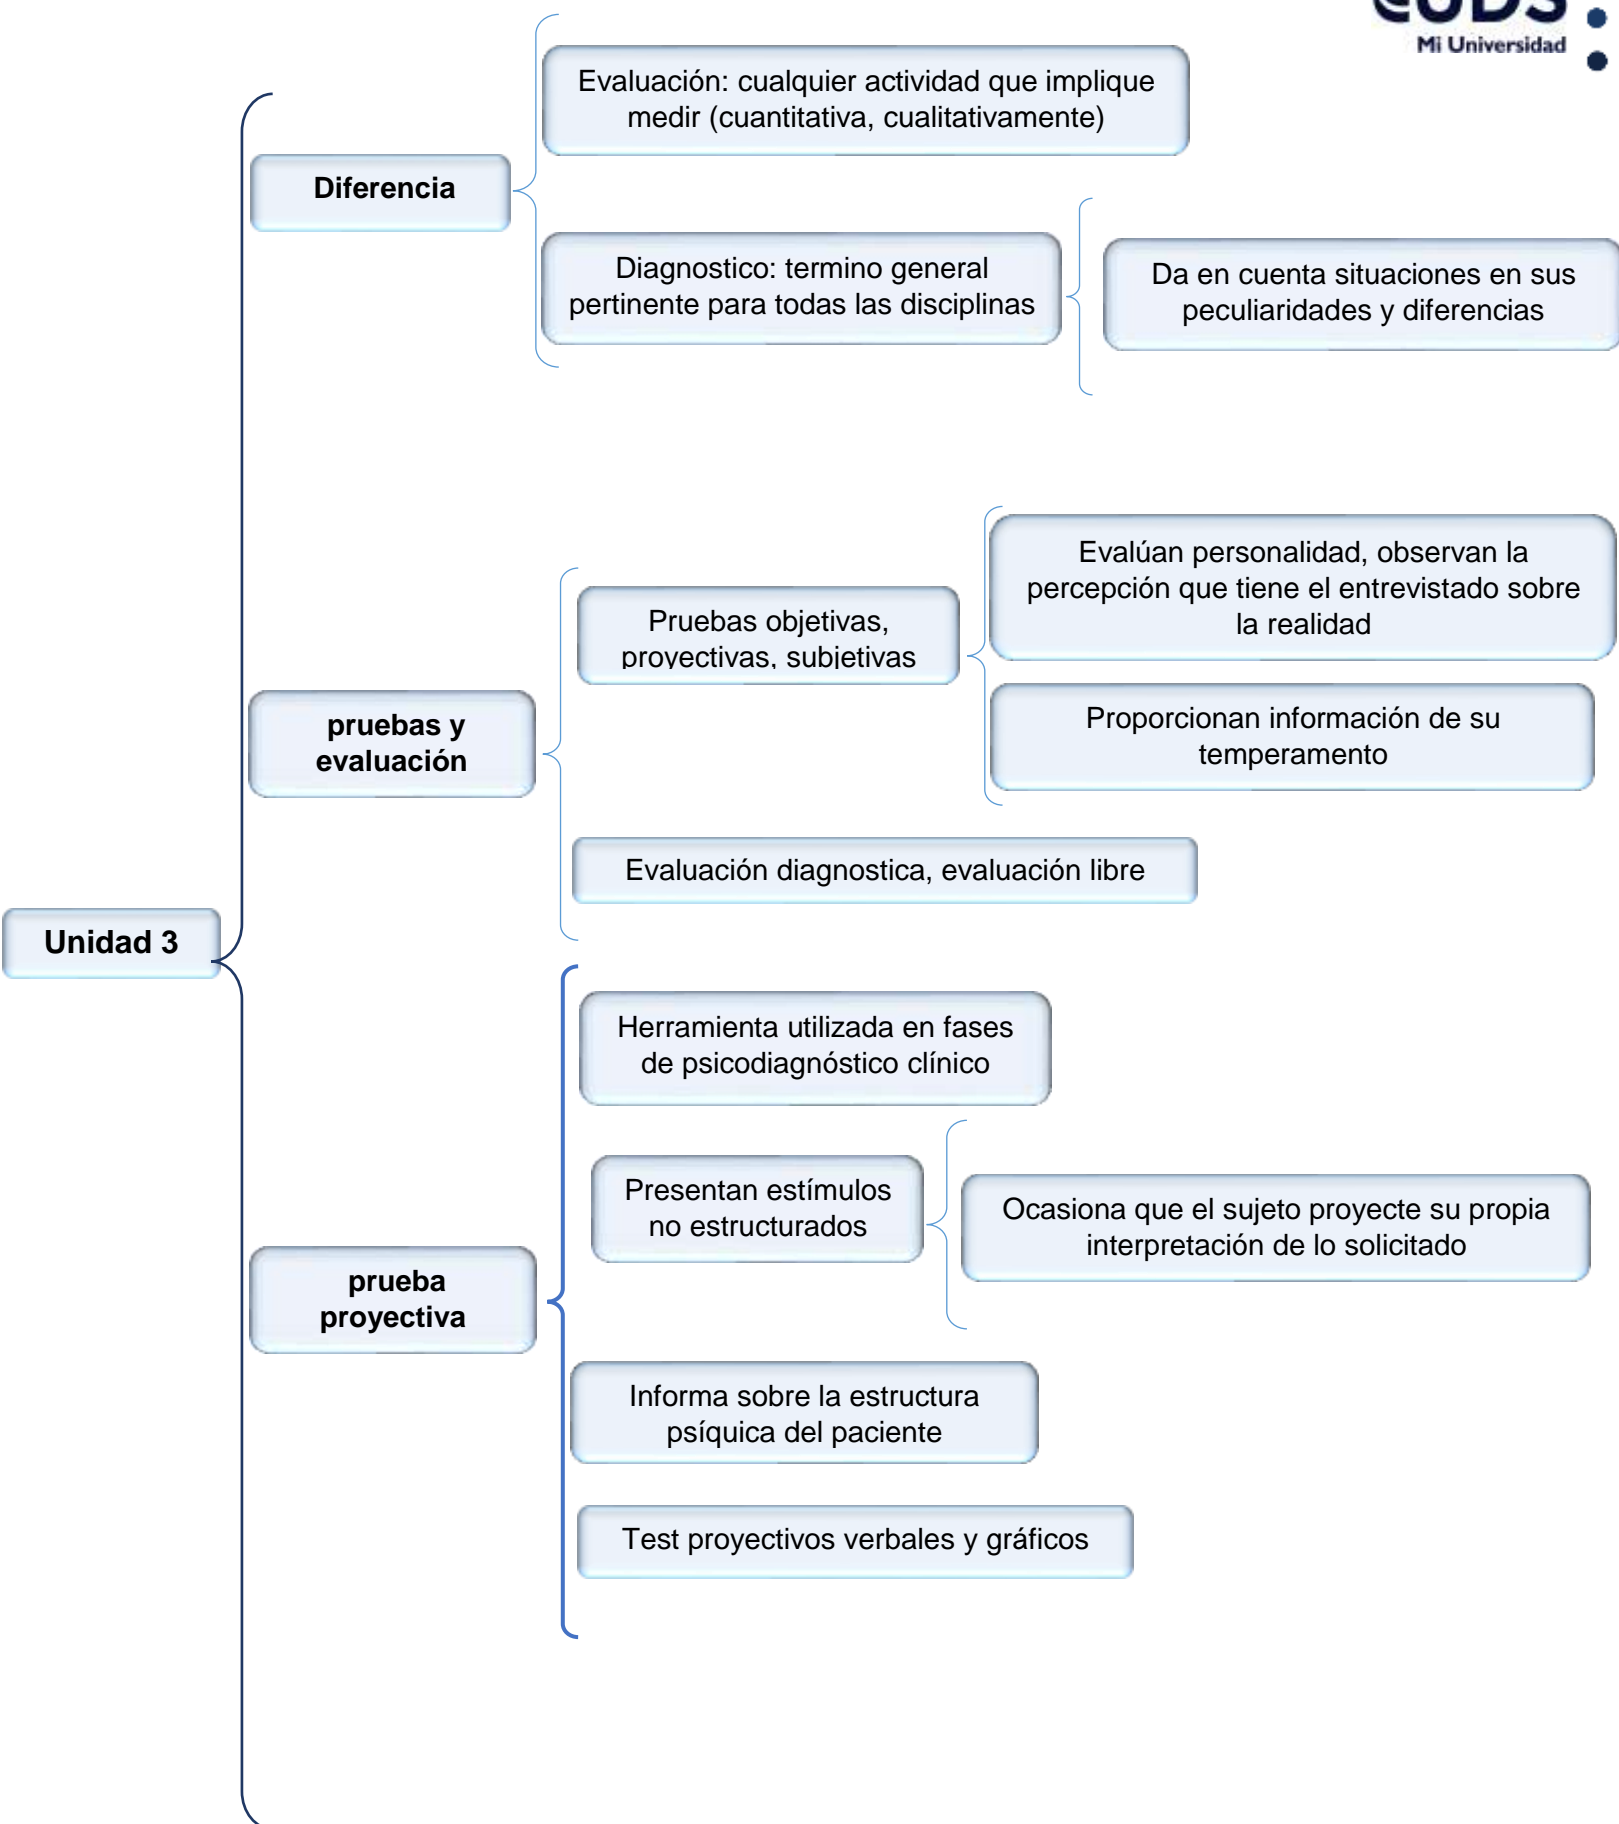 UDS
Mi Universidad
Evaluación: cualquier actividad que implique
medir (cuantitativa, cualitativamente)
Diferencia
Diagnostico: termino general
pertinente para todas las disciplinas
Da en cuenta situaciones en sus
peculiaridades y diferencias
Evalúan personalidad, observan la
percepción que tiene el entrevistado sobre
la realidad
Pruebas objetivas,
proyectivas, subjetivas
Proporcionan información de su
temperamento
pruebas y
evaluación
Evaluación diagnostica, evaluación libre
Unidad 3
Herramienta utilizada en fases
de psicodiagnóstico clínico
Presentan estímulos
no estructurados
Ocasiona que el sujeto proyecte su propia
interpretación de lo solicitado
prueba
proyectiva
Informa sobre la estructura
psíquica del paciente
Test proyectivos verbales y gráficos